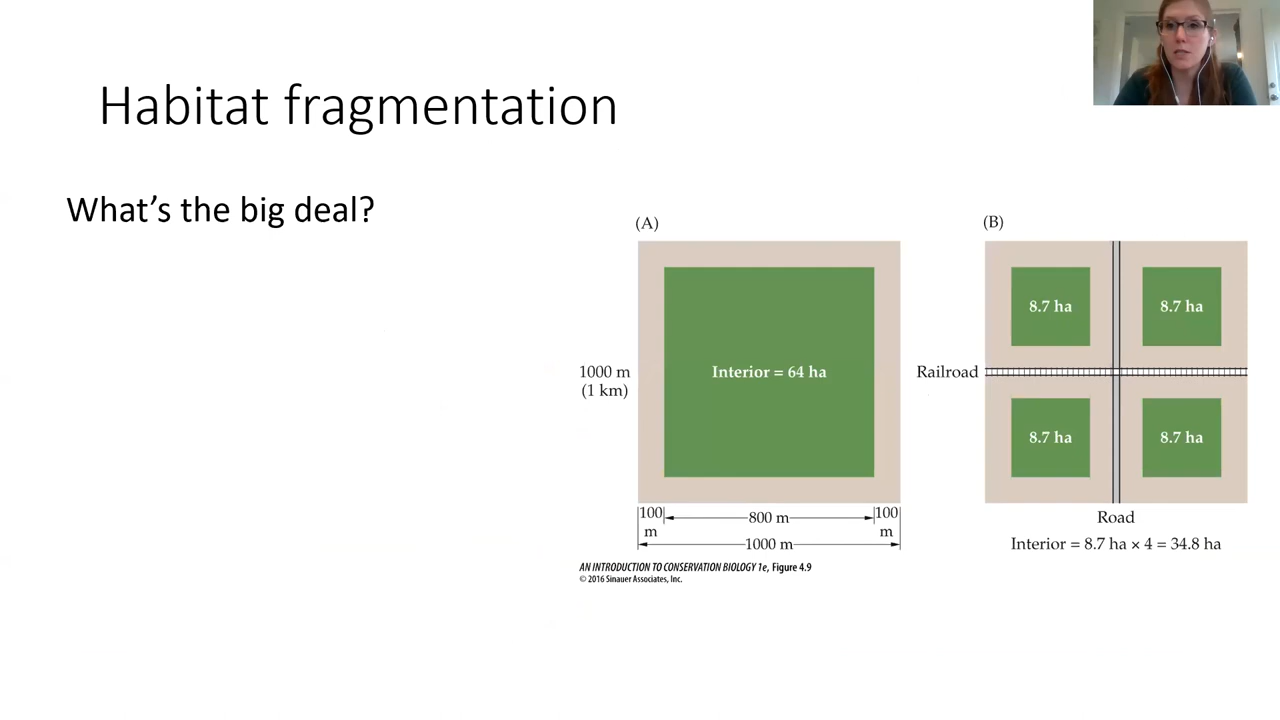 Habitat fragmentation
What’s the big deal?
(A)
Interior = 64 ha
1000 m
(1 km)
100
m
800 m
100
m
1000 m
(B)
8.7 ha
8.7 ha
Railroad
8.7 ha
8.7 ha
Road
Interior = 8.7 ha × 4 = 34.8 ha
AN INTRODUCTION TO CONSERVATION BIOLOGY 1e, Figure 4.9
© 2016 Sinauer Associates, Inc.